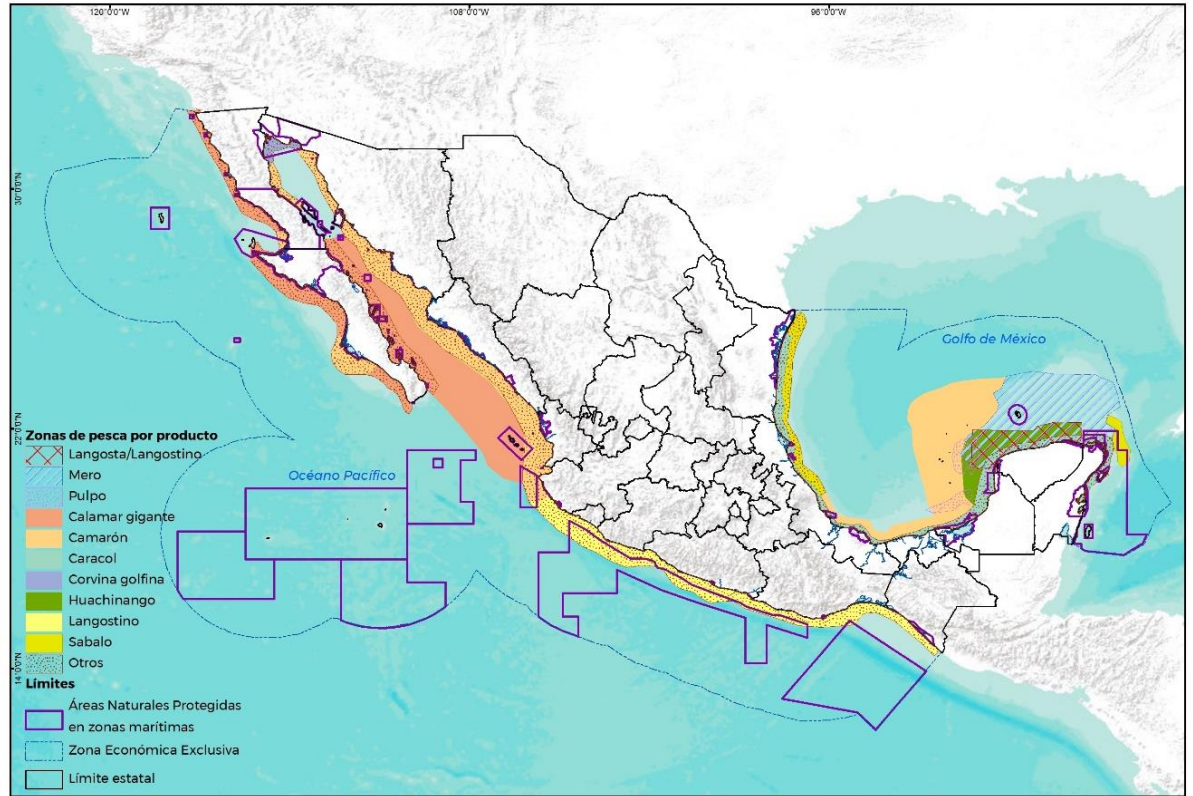 120°0'0"W
108°0'0"W
96°0'0"W
30°0'0"N
22°0'0"N
14°0'0"N
Golfo de México
Océano Pacífico
Zonas de pesca por producto
Langosta/Langostino
Mero
Pulpo
Calamar gigante
Camarón
Caracol
Corvina golfina
Huachinango
Langostino
Sabalo
Otros
Límites
Áreas Naturales Protegidas
en zonas marítimas
Zona Económica Exclusiva
Límite estatal